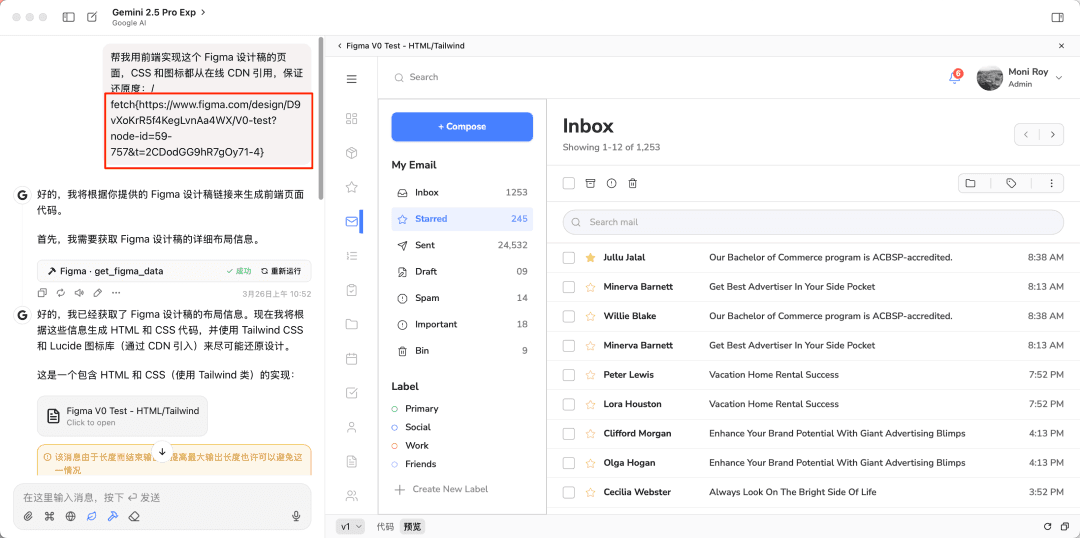 Gemini 2.5 Pro Exp
Google AI
帮我用前端实现这个 Figma 设计稿的页
面，CSS 和图标都从在线 CDN 引用，保证
还原度：/
fetch{https://www.figma.com/design/D9
vXoKrR5f4KegLvnAa4WX/V0-test?
node-id=59-
757&t=2CDodGG9hR7gOy71-4}
好的，我将根据你提供的 Figma 设计稿链接来生成前端页面
代码。
首先，我需要获取 Figma 设计稿的详细布局信息。
Figma · get_figma_data
成功
重新运行
3月26日上午 10:52
好的，我已经获取了 Figma 设计稿的布局信息。现在我将根
据这些信息生成 HTML 和 CSS 代码，并使用 Tailwind CSS
和 Lucide 图标库（通过 CDN 引入）来尽可能还原设计。
这是一个包含 HTML 和 CSS（使用 Tailwind 类）的实现：
Figma V0 Test - HTML/Tailwind
Click to open
该消息由于长度
结束输
高最大输出长度也许可以避免这
一情况
在这里输入消息，按下 ⏎ 发送
Figma V0 Test - HTML/Tailwind
Search
6
Moni Roy
Admin
+ Compose
My Email
Inbox 1253
Starred 245
Sent 24,532
Draft 09
Spam 14
Important 18
Bin 9
Label
Primary
Social
Work
Friends
Create New Label
Inbox
Showing 1-12 of 1,253
Search mail
Jullu Jalal Our Bachelor of Commerce program is ACBSP-accredited. 8:38 AM
Minerva Barnett Get Best Advertiser In Your Side Pocket 8:13 AM
Willie Blake Our Bachelor of Commerce program is ACBSP-accredited. 8:38 AM
Minerva Barnett Get Best Advertiser In Your Side Pocket 8:13 AM
Peter Lewis Vacation Home Rental Success 7:52 PM
Lora Houston Vacation Home Rental Success 7:52 PM
Clifford Morgan Enhance Your Brand Potential With Giant Advertising Blimps 4:13 PM
Olga Hogan Enhance Your Brand Potential With Giant Advertising Blimps 4:13 PM
Cecilia Webster Always Look On The Bright Side Of Life 3:52 PM
v1
代码
预览